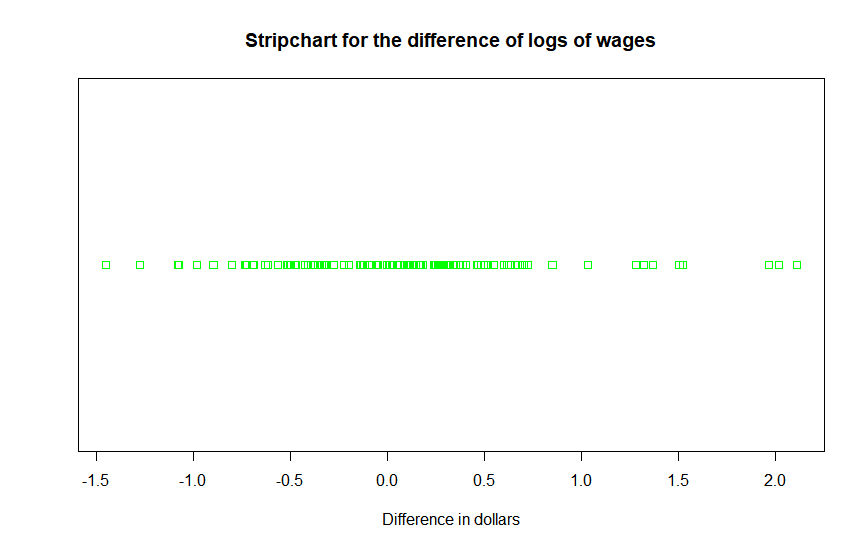 Stripchart for the difference of logs of wages
-1.5 -1.0 -0.5 0.0 0.5 1.0 1.5 2.0
Difference in dollars